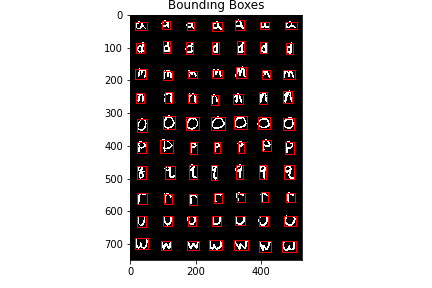 Bounding Boxes
0
a a a a a a a
100 d d d d d d d
m m m m m m m
200
n n n n n n n
300
o o o o o o o
400 p p p p p p p
q q q q q q q
500
r r r r r r r
600
u u u u u u u
700 w w w w w w w
0 200 400